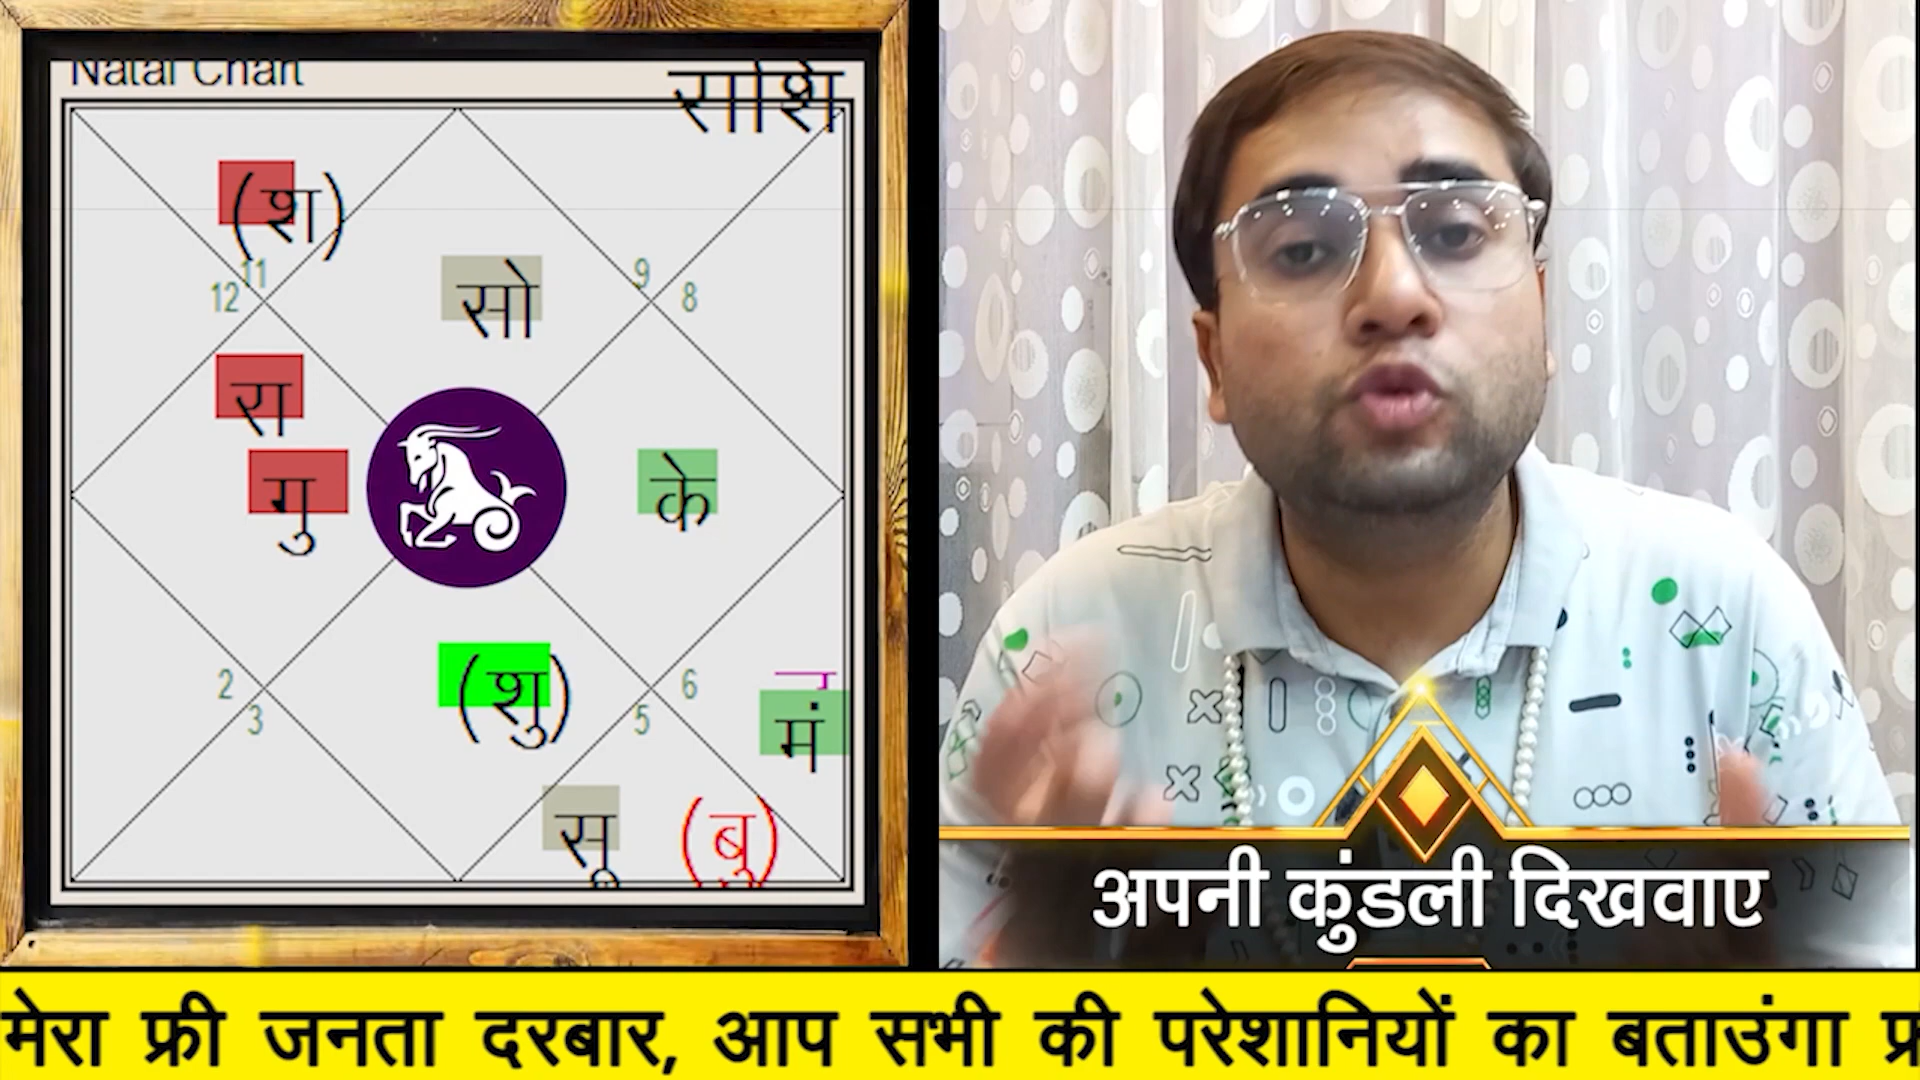 Natal Chart
राशि
(श)
11
12
सो
9
8
रा
गु
के
2
3
(शु)
6
5
मं
सू
(बु)
अपनी कुंडली दिखवाए
मेरा फ्री जनता दरबार, आप सभी की परेशानियों का बताउंगा